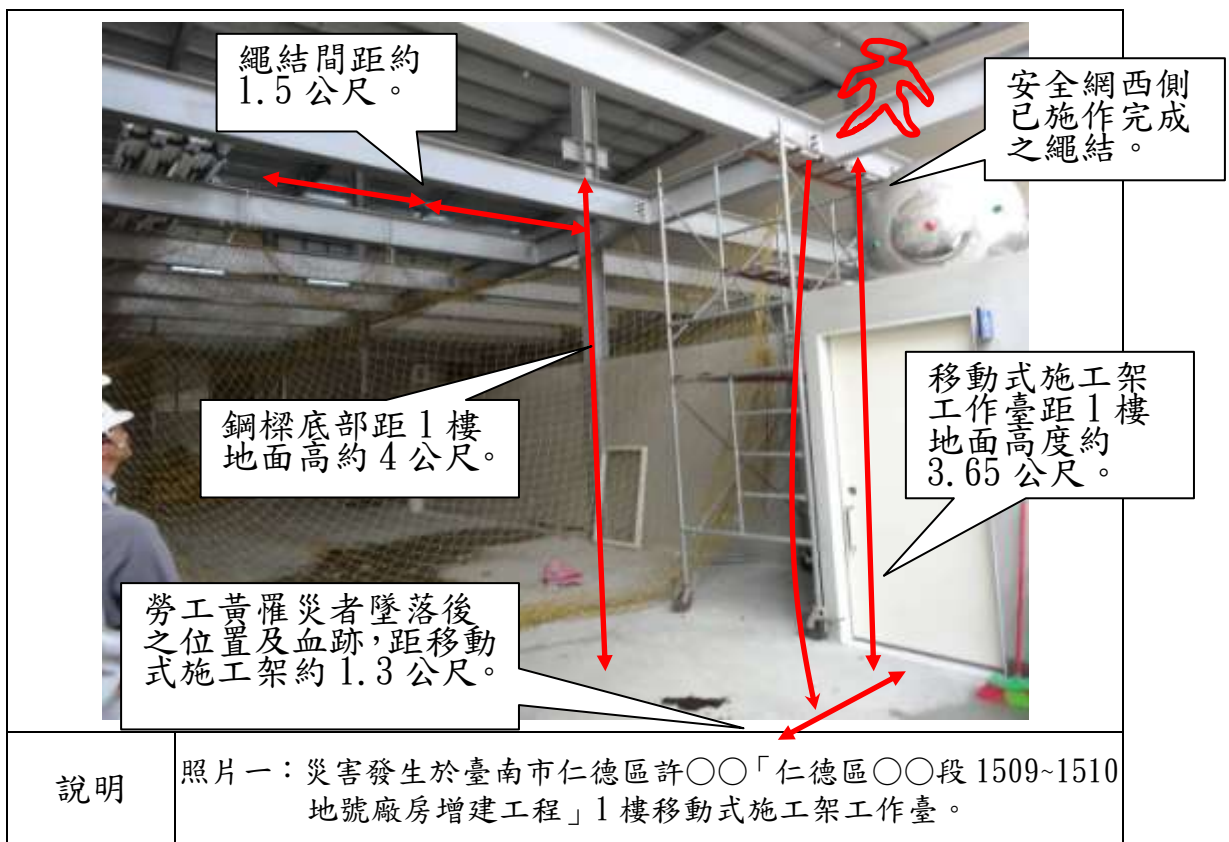 繩結間距約
1.5 公尺。
安全網西側
已施作完成
之繩結。
鋼樑底部距 1 樓
地面高約 4 公尺。
移動式施工架
工作臺距 1 樓
地面高度約
3.65 公尺。
勞工黃罹災者墜落後
之位置及血跡，距移動
式施工架約 1.3 公尺。
說明
照片一：災害發生於臺南市仁德區許○○「仁德區○○段 1509~1510
地號廠房增建工程」1 樓移動式施工架工作臺。